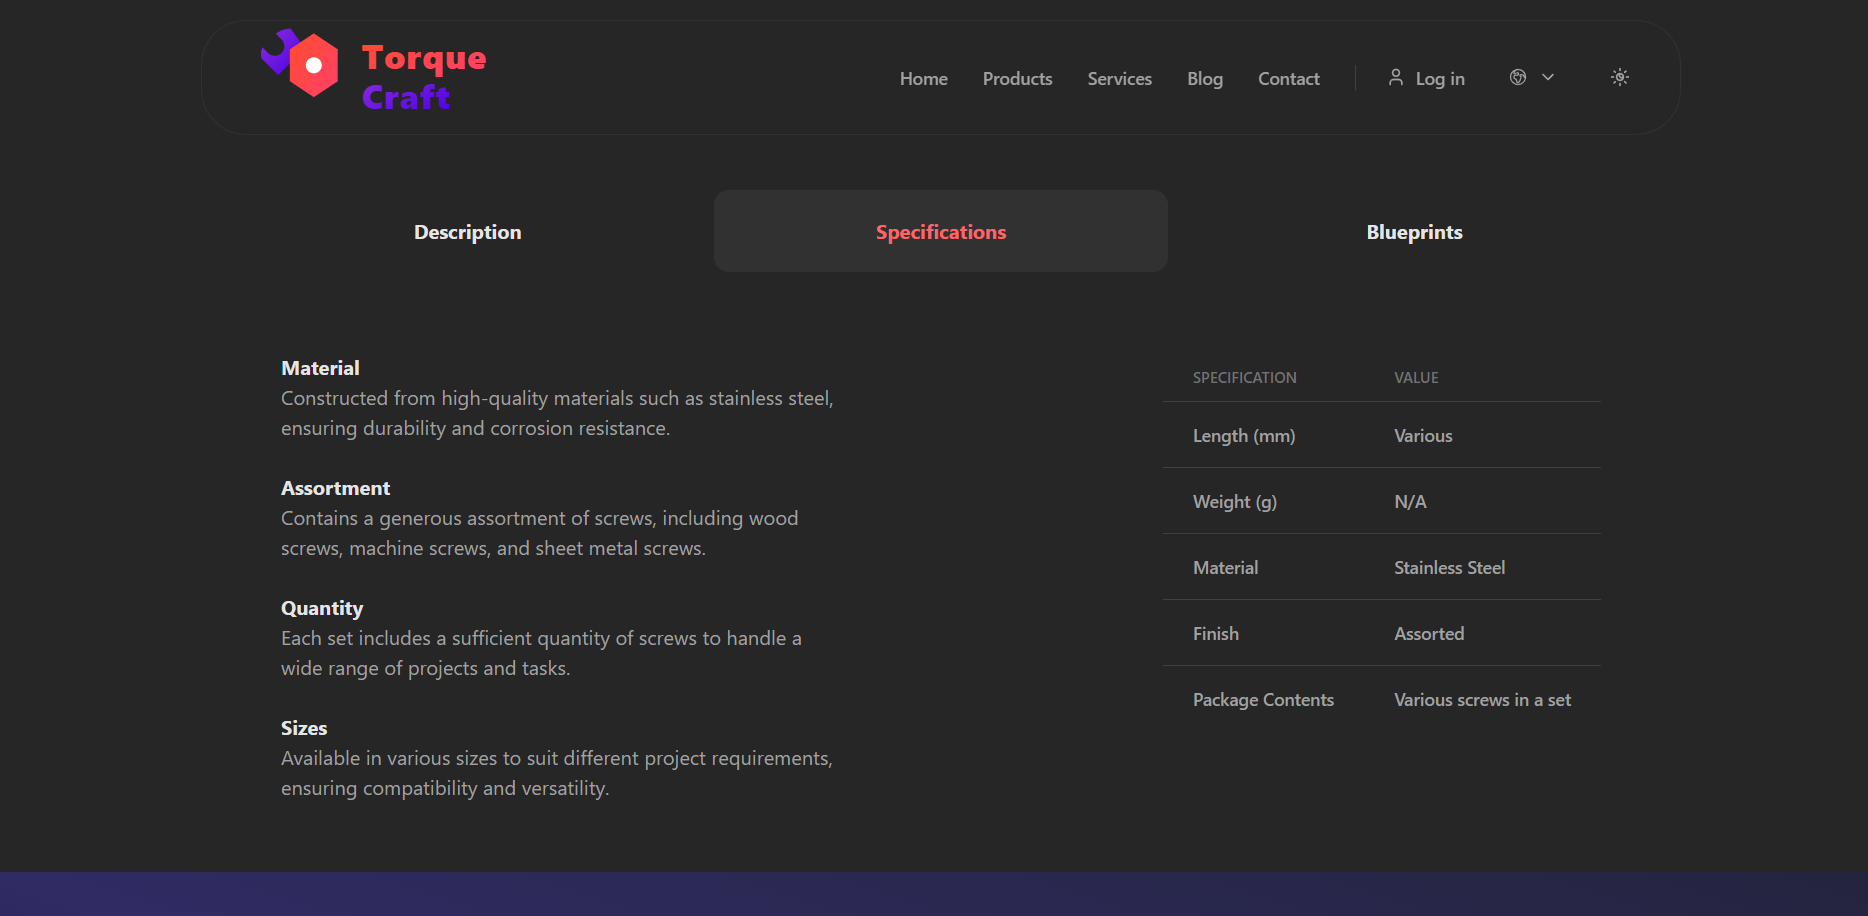 Torque
Craft
Home Products Services Blog Contact Log in
Description Specifications Blueprints
Material
Constructed from high-quality materials such as stainless steel,
ensuring durability and corrosion resistance.
Assortment
Contains a generous assortment of screws, including wood
screws, machine screws, and sheet metal screws.
Quantity
Each set includes a sufficient quantity of screws to handle a
wide range of projects and tasks.
Sizes
Available in various sizes to suit different project requirements,
ensuring compatibility and versatility.
SPECIFICATION VALUE
Length (mm) Various
Weight (g) N/A
Material Stainless Steel
Finish Assorted
Package Contents Various screws in a set